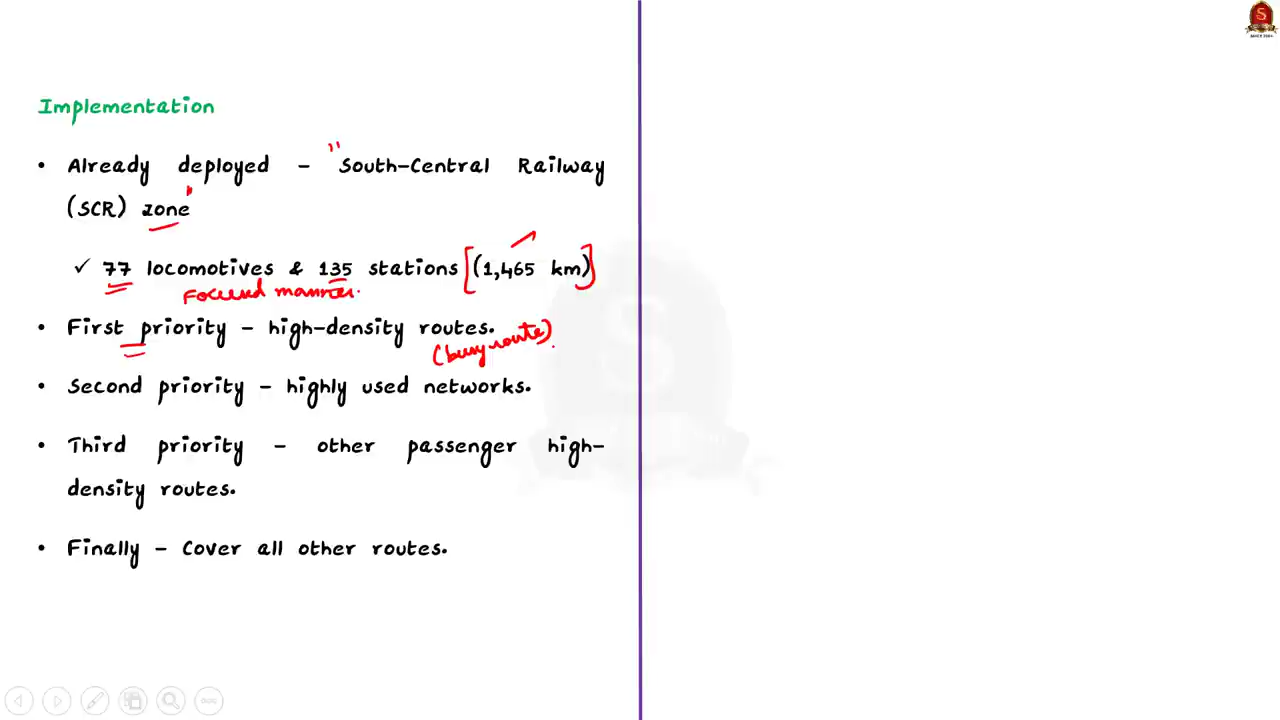 Implementation
• Already deployed – "South-Central Railway
(SCR) zone"
✓ 77 locomotives & 135 stations [(1,465 km)]
Focused manner.
• First priority – high-density routes.
(busy route)
• Second priority – highly used networks.
• Third priority – other passenger high-
density routes.
• Finally – Cover all other routes.
S
SINCE 2004